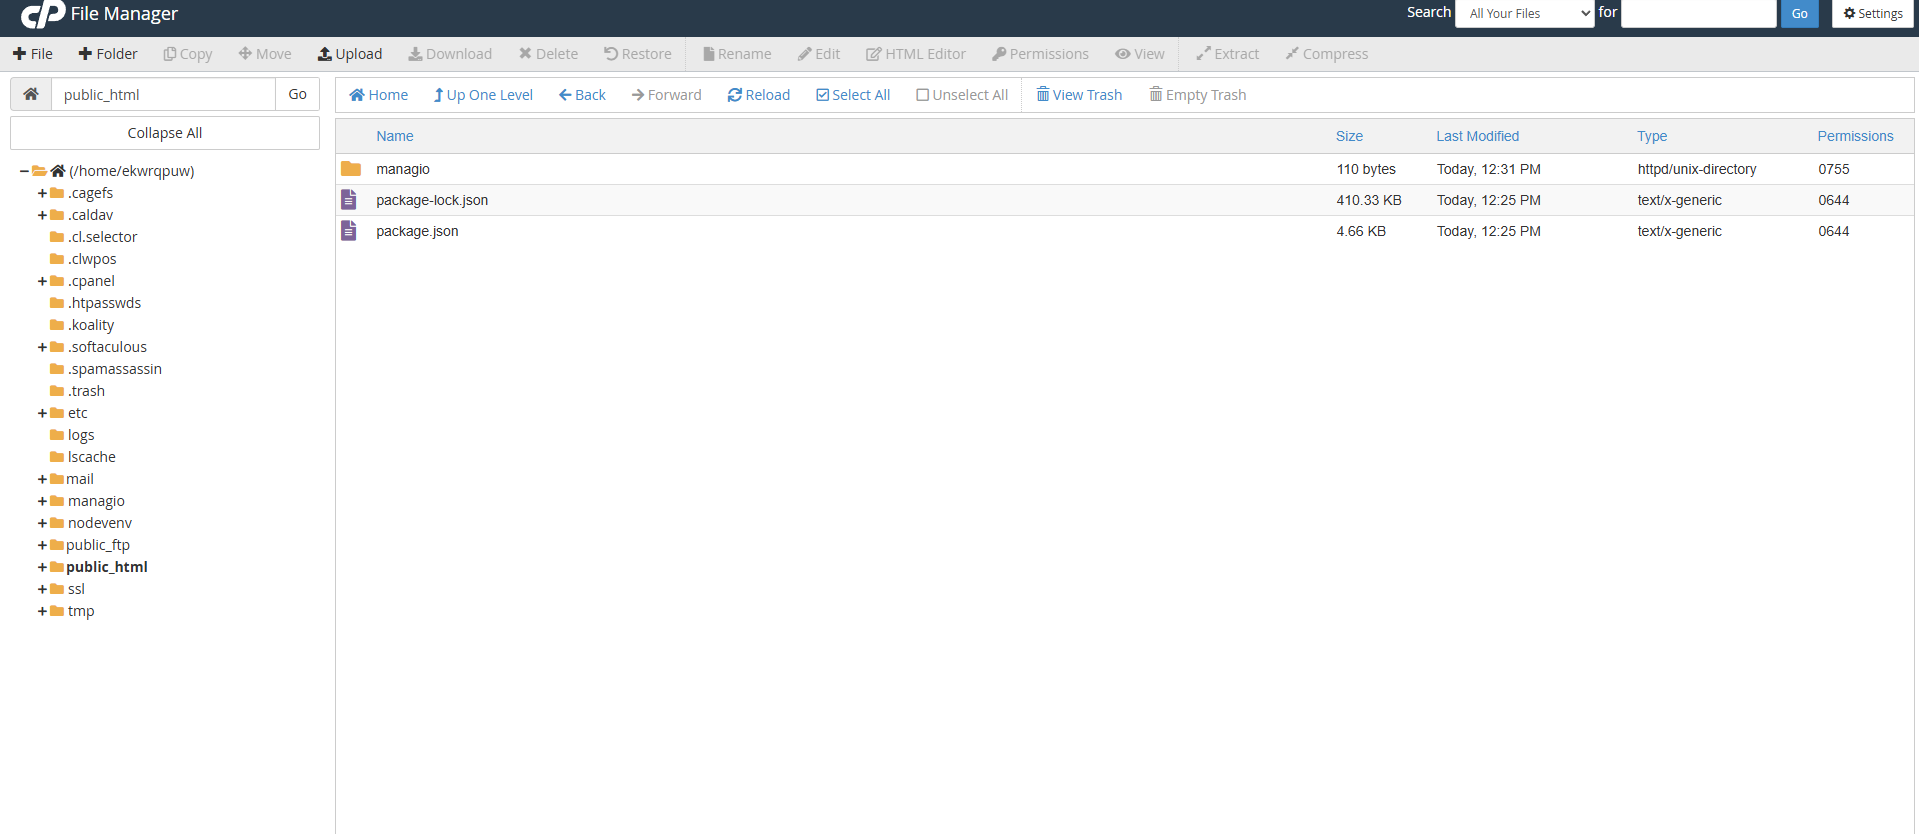 cP File Manager Search All Your Files for Go Settings
File Folder Copy Move Upload Download Delete Restore Rename Edit HTML Editor Permissions View Extract Compress
public_html Go Home Up One Level Back Forward Reload Select All Unselect All View Trash Empty Trash
Collapse All
Name Size Last Modified Type Permissions
managio 110 bytes Today, 12:31 PM httpd/unix-directory 0755
package-lock.json 410.33 KB Today, 12:25 PM text/x-generic 0644
package.json 4.66 KB Today, 12:25 PM text/x-generic 0644
(/home/ekwrqpuw)
.cagefs
.caldav
.cl.selector
.clwpos
.cpanel
.htpasswds
.koality
.softaculous
.spamassassin
.trash
etc
logs
lscache
mail
managio
nodevenv
public_ftp
public_html
ssl
tmp